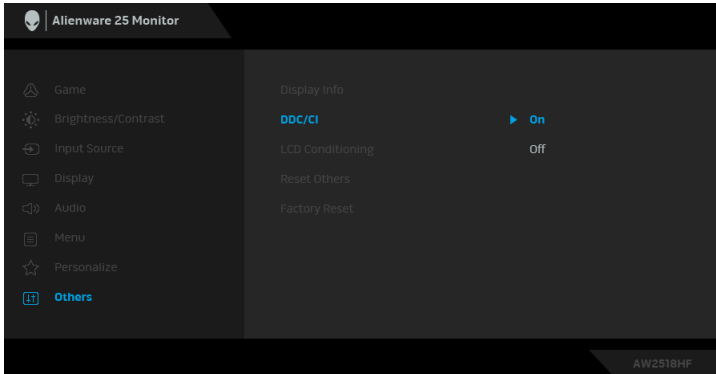 Alienware 25 Monitor
Game
Display Info
Brightness/Contrast
DDC/CI
On
Input Source
LCD Conditioning
Off
Display
Reset Others
Audio
Factory Reset
Menu
Personalize
Others
AW2518HF